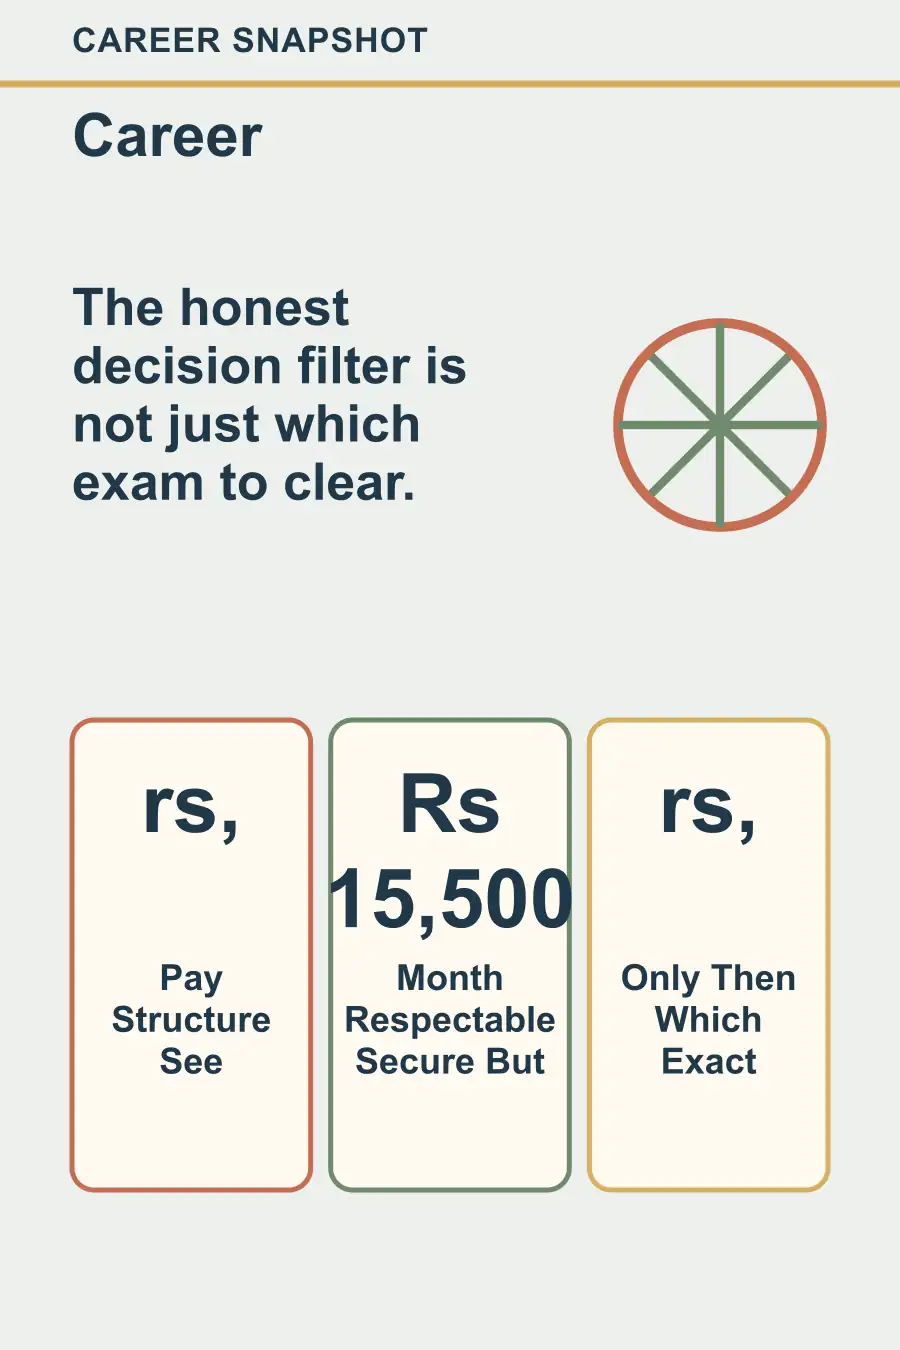 CAREER SNAPSHOT
Career
The honest
decision filter is
not just which
exam to clear.
rs,
Pay
Structure
See
Rs
15,500
Month
Respectable
Secure But
rs,
Only Then
Which
Exact